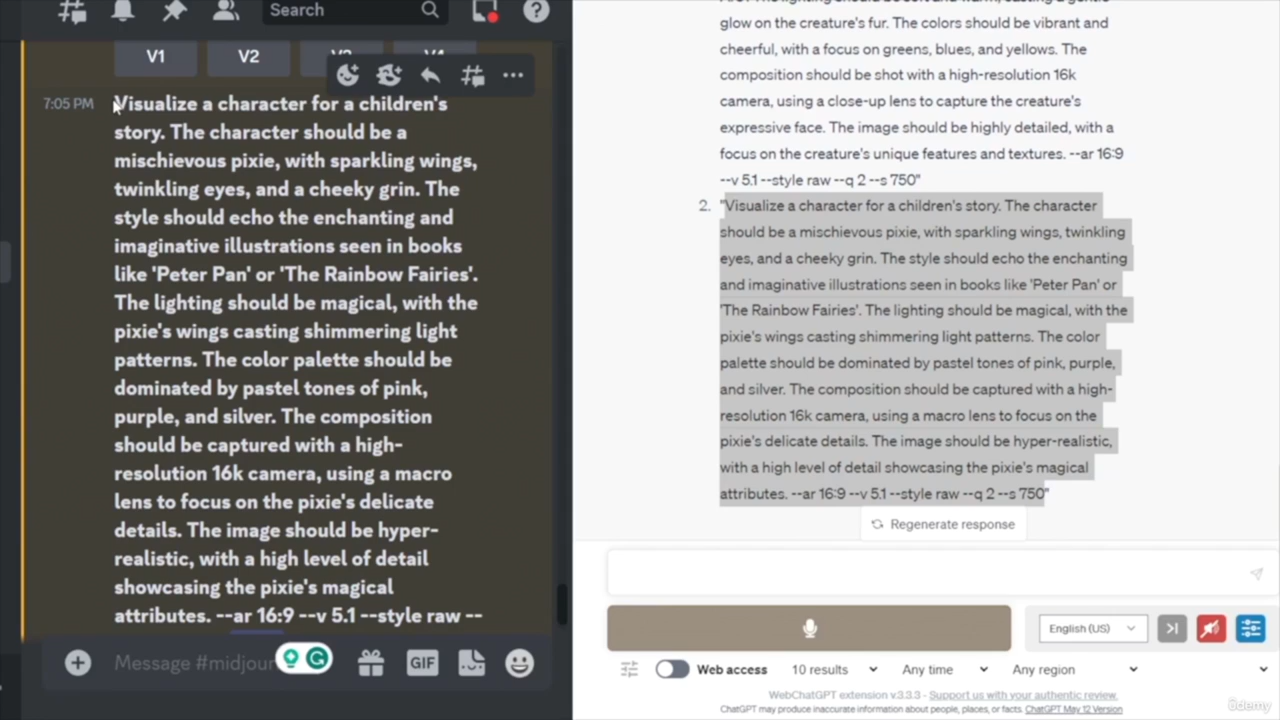 Search
V1 V2
7:05 PM
Visualize a character for a children's
story. The character should be a
mischievous pixie, with sparkling wings,
twinkling eyes, and a cheeky grin. The
style should echo the enchanting and
imaginative illustrations seen in books
like 'Peter Pan' or 'The Rainbow Fairies'.
The lighting should be magical, with the
pixie's wings casting shimmering light
patterns. The color palette should be
dominated by pastel tones of pink,
purple, and silver. The composition
should be captured with a high-
resolution 16k camera, using a macro
lens to focus on the pixie's delicate
details. The image should be hyper-
realistic, with a high level of detail
showcasing the pixie's magical
attributes. --ar 16:9 --v 5.1 --style raw --
Message #midjour
GIF
glow on the creature's fur. The colors should be vibrant and
cheerful, with a focus on greens, blues, and yellows. The
composition should be shot with a high-resolution 16k
camera, using a close-up lens to capture the creature's
expressive face. The image should be highly detailed, with a
focus on the creature's unique features and textures. --ar 16:9
--v 5.1 --style raw --q 2 --s 750"
2. "Visualize a character for a children's story. The character
should be a mischievous pixie, with sparkling wings, twinkling
eyes, and a cheeky grin. The style should echo the enchanting
and imaginative illustrations seen in books like 'Peter Pan' or
'The Rainbow Fairies'. The lighting should be magical, with the
pixie's wings casting shimmering light patterns. The color
palette should be dominated by pastel tones of pink, purple,
and silver. The composition should be captured with a high-
resolution 16k camera, using a macro lens to focus on the
pixie's delicate details. The image should be hyper-realistic,
with a high level of detail showcasing the pixie's magical
attributes. --ar 16:9 --v 5.1 --style raw --q 2 --s 750"
Regenerate response
English (US)
Web access 10 results Any time Any region
WebChatGPT extension v.3.3.3 - Support us with your authentic review.
ChatGPT may produce inaccurate information about people, places, or facts. ChatGPT May 12 Version
ûdemy